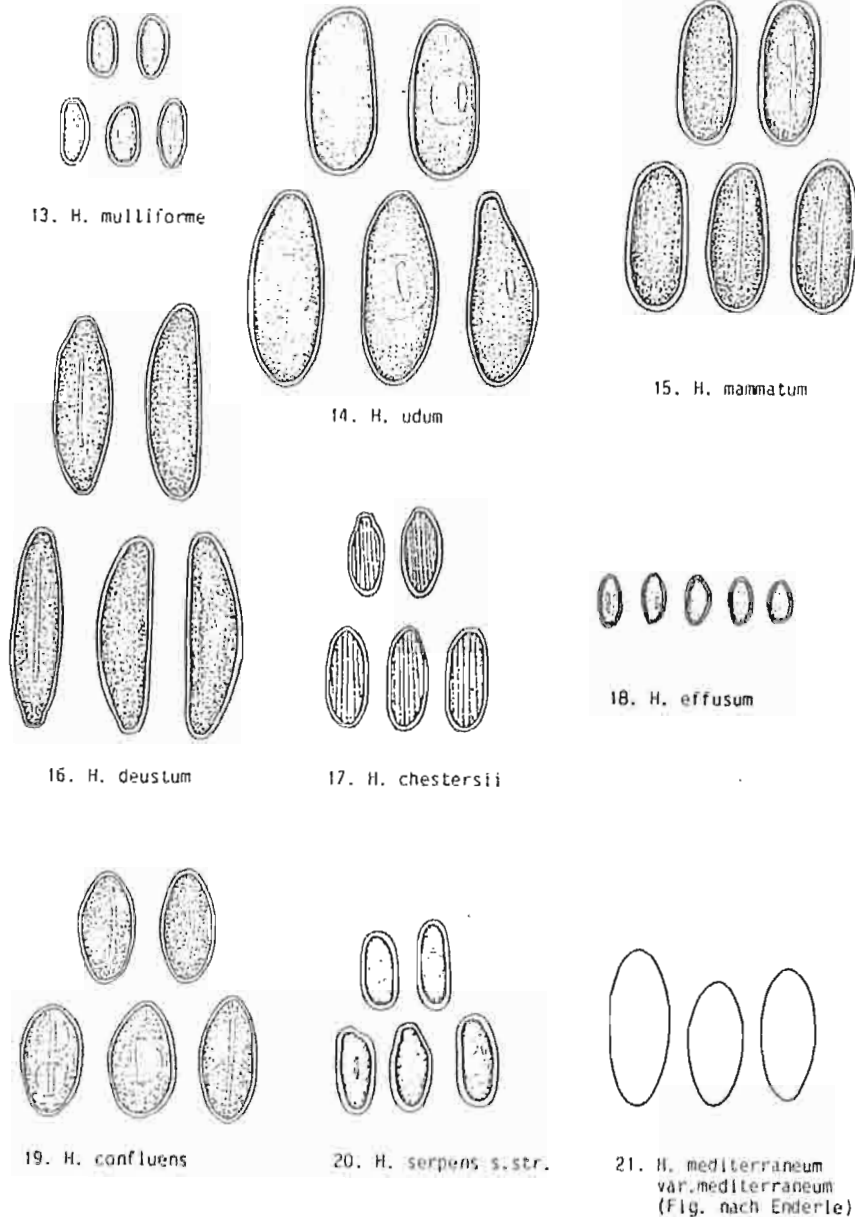 13. H. multiforme
14. H. udum
15. H. mammatum
16. H. deustum
17. H. chestersii
18. H. effusum
19. H. confluens
20. H. serpens s.str.
21. H. mediterraneum
var.mediterraneum
(Fig. nach Enderle)